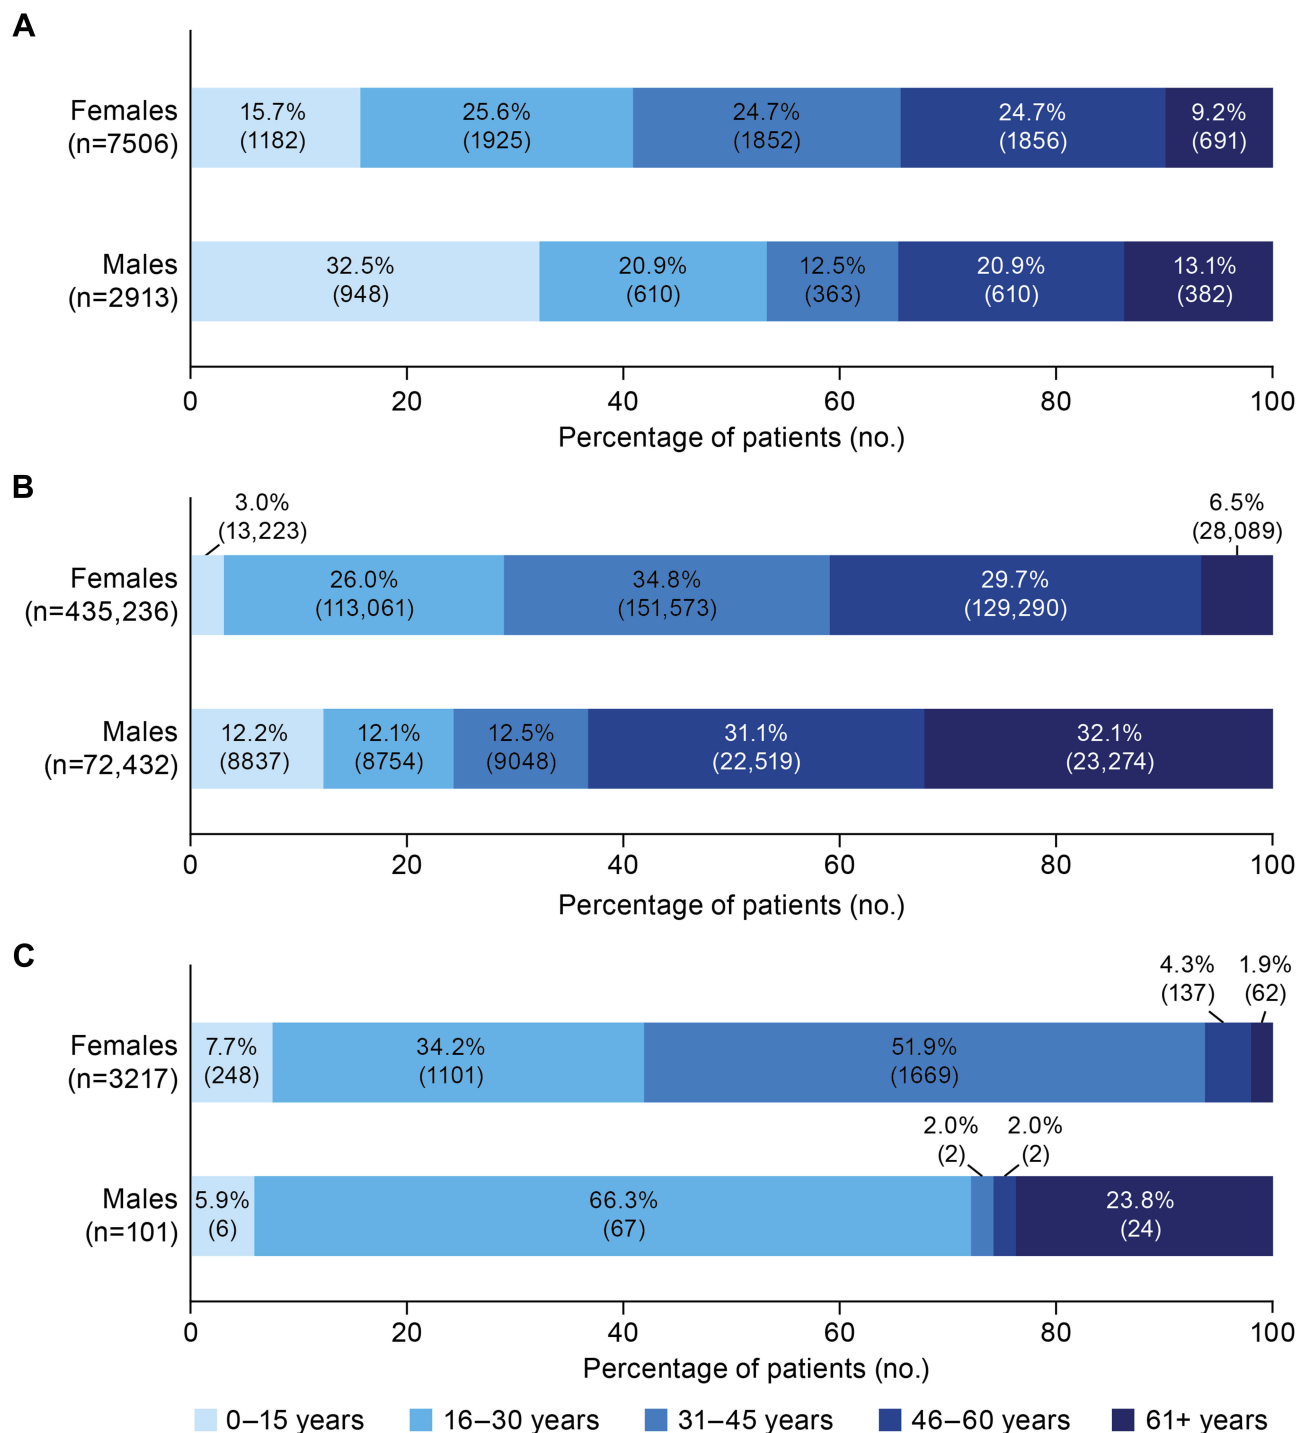 A
Females
(n=7506)
15.7%
(1182)
25.6%
(1925)
24.7%
(1852)
24.7%
(1856)
9.2%
(691)
Males
(n=2913)
32.5%
(948)
20.9%
(610)
12.5%
(363)
20.9%
(610)
13.1%
(382)
0 20 40 60 80 100
Percentage of patients (no.)
B
3.0%
(13,223)
6.5%
(28,089)
Females
(n=435,236)
26.0%
(113,061)
34.8%
(151,573)
29.7%
(129,290)
Males
(n=72,432)
12.2%
(8837)
12.1%
(8754)
12.5%
(9048)
31.1%
(22,519)
32.1%
(23,274)
0 20 40 60 80 100
Percentage of patients (no.)
C
4.3%
(137)
1.9%
(62)
Females
(n=3217)
7.7%
(248)
34.2%
(1101)
51.9%
(1669)
2.0%
(2)
2.0%
(2)
Males
(n=101)
5.9%
(6)
66.3%
(67)
23.8%
(24)
0 20 40 60 80 100
Percentage of patients (no.)
0–15 years 16–30 years 31–45 years 46–60 years 61+ years